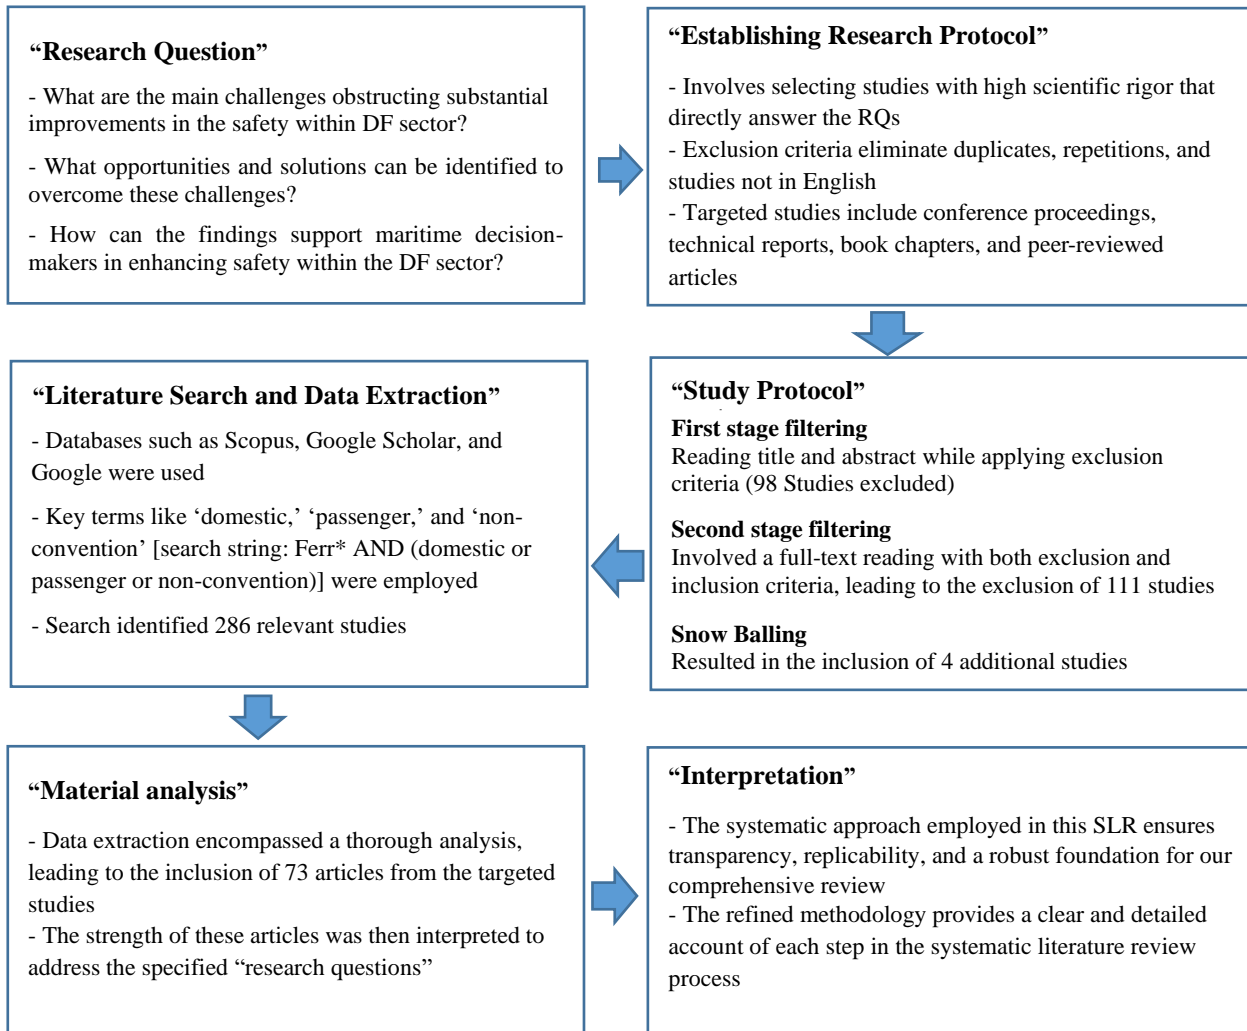 “Research Question”
- What are the main challenges obstructing substantial
improvements in the safety within DF sector?
- What opportunities and solutions can be identified to
overcome these challenges?
- How can the findings support maritime decision-
makers in enhancing safety within the DF sector?
“Establishing Research Protocol”
- Involves selecting studies with high scientific rigor that
directly answer the RQs
- Exclusion criteria eliminate duplicates, repetitions, and
studies not in English
- Targeted studies include conference proceedings,
technical reports, book chapters, and peer-reviewed
articles
“Study Protocol”
First stage filtering
Reading title and abstract while applying exclusion
criteria (98 Studies excluded)
Second stage filtering
Involved a full-text reading with both exclusion and
inclusion criteria, leading to the exclusion of 111 studies
Snow Balling
Resulted in the inclusion of 4 additional studies
“Literature Search and Data Extraction”
- Databases such as Scopus, Google Scholar, and
Google were used
- Key terms like ‘domestic,’ ‘passenger,’ and ‘non-
convention’ [search string: Ferr* AND (domestic or
passenger or non-convention)] were employed
- Search identified 286 relevant studies
“Material analysis”
- Data extraction encompassed a thorough analysis,
leading to the inclusion of 73 articles from the targeted
studies
- The strength of these articles was then interpreted to
address the specified “research questions”
“Interpretation”
- The systematic approach employed in this SLR ensures
transparency, replicability, and a robust foundation for our
comprehensive review
- The refined methodology provides a clear and detailed
account of each step in the systematic literature review
process